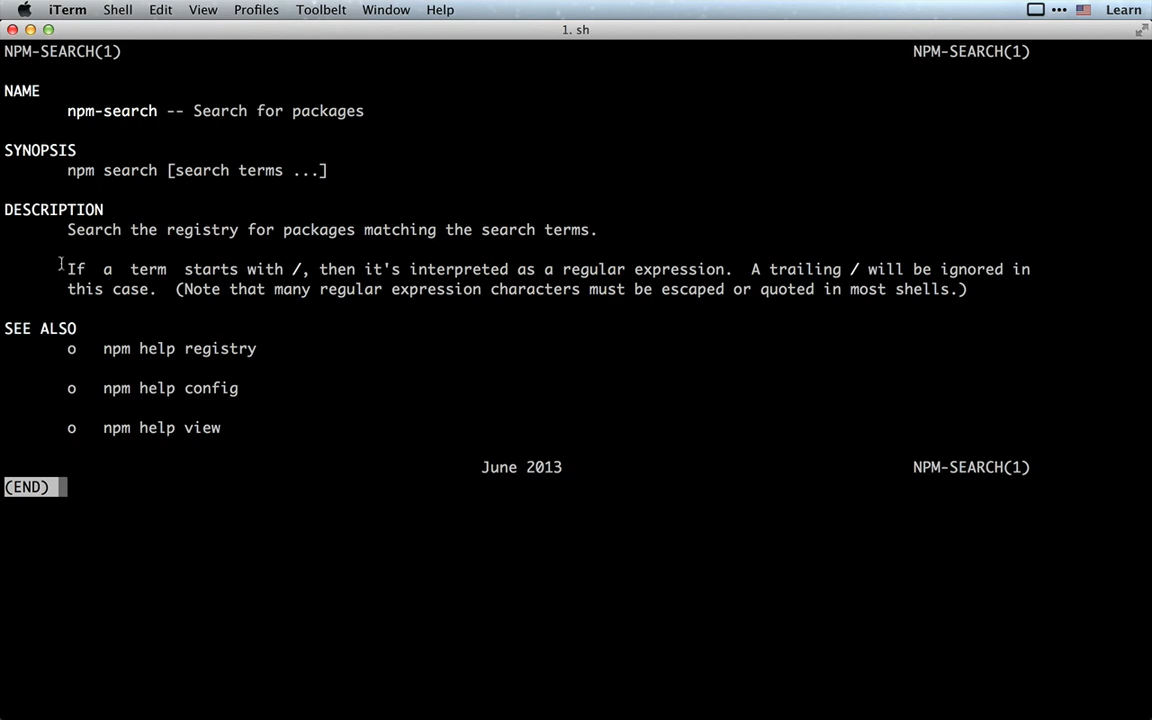 iTerm Shell Edit View Profiles Toolbelt Window Help Learn
1. sh
NPM-SEARCH(1) NPM-SEARCH(1)
NAME
npm-search -- Search for packages
SYNOPSIS
npm search [search terms ...]
DESCRIPTION
Search the registry for packages matching the search terms.
If a term starts with /, then it's interpreted as a regular expression. A trailing / will be ignored in
this case. (Note that many regular expression characters must be escaped or quoted in most shells.)
SEE ALSO
o npm help registry
o npm help config
o npm help view
June 2013 NPM-SEARCH(1)
(END)